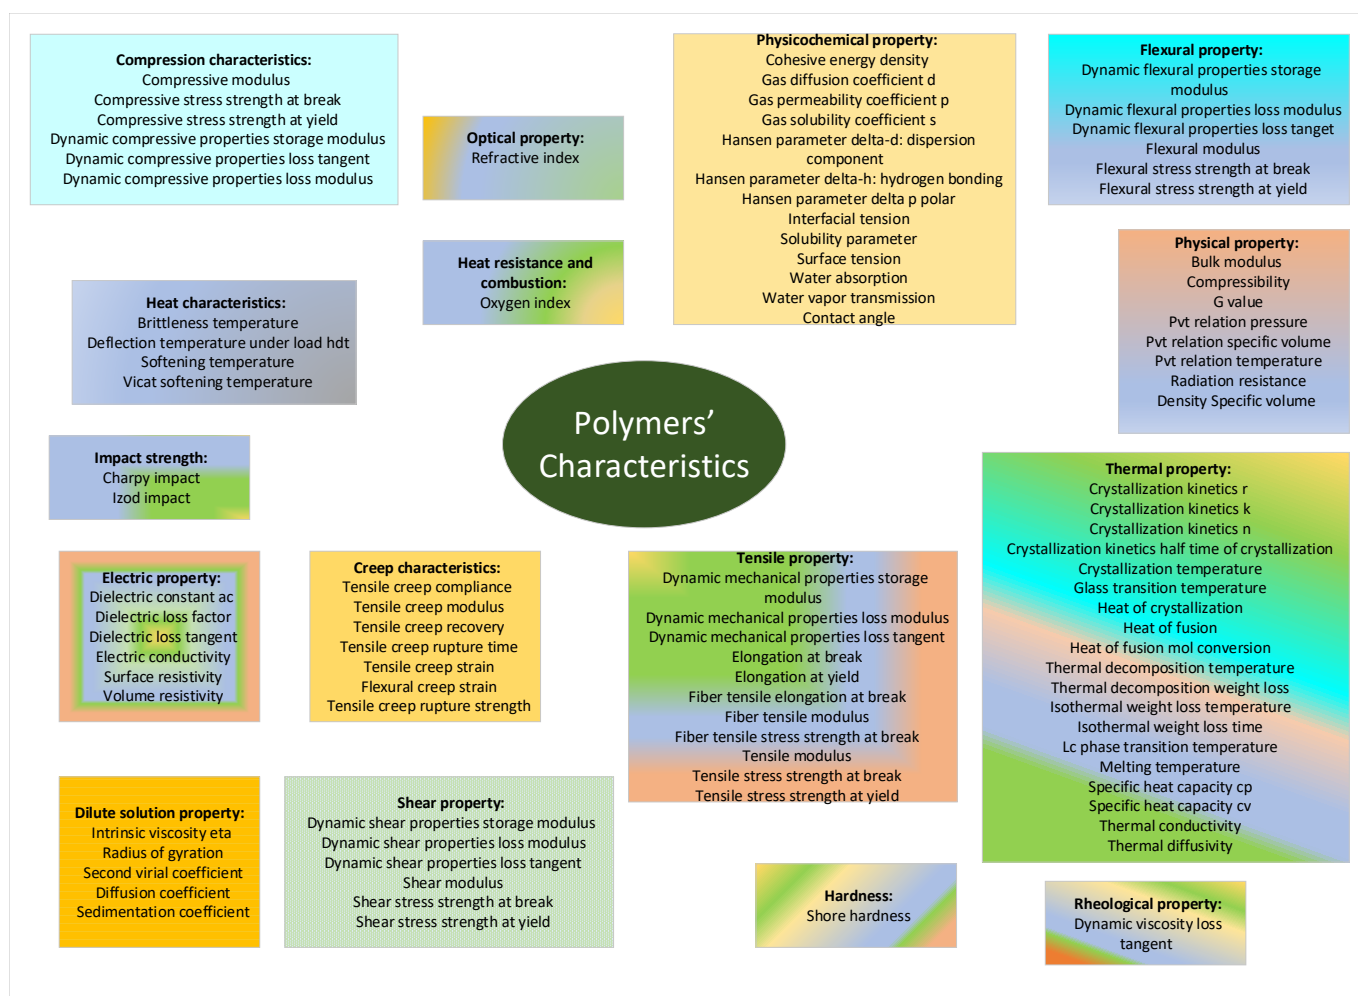 Compression characteristics:
Compressive modulus
Compressive stress strength at break
Compressive stress strength at yield
Dynamic compressive properties storage modulus
Dynamic compressive properties loss tangent
Dynamic compressive properties loss modulus
Optical property:
Refractive index
Physicochemical property:
Cohesive energy density
Gas diffusion coefficient d
Gas permeability coefficient p
Gas solubility coefficient s
Hansen parameter delta-d: dispersion
component
Hansen parameter delta-h: hydrogen bonding
Hansen parameter delta p polar
Interfacial tension
Solubility parameter
Surface tension
Water absorption
Water vapor transmission
Contact angle
Flexural property:
Dynamic flexural properties storage
modulus
Dynamic flexural properties loss modulus
Dynamic flexural properties loss tanget
Flexural modulus
Flexural stress strength at break
Flexural stress strength at yield
Heat resistance and
combustion:
Oxygen index
Physical property:
Bulk modulus
Compressibility
G value
Pvt relation pressure
Pvt relation specific volume
Pvt relation temperature
Radiation resistance
Density Specific volume
Heat characteristics:
Brittleness temperature
Deflection temperature under load hdt
Softening temperature
Vicat softening temperature
Polymers'
Characteristics
Impact strength:
Charpy impact
Izod impact
Thermal property:
Crystallization kinetics r
Crystallization kinetics k
Crystallization kinetics n
Crystallization kinetics half time of crystallization
Crystallization temperature
Glass transition temperature
Heat of crystallization
Heat of fusion
Heat of fusion mol conversion
Thermal decomposition temperature
Thermal decomposition weight loss
Isothermal weight loss temperature
Isothermal weight loss time
Lc phase transition temperature
Melting temperature
Specific heat capacity cp
Specific heat capacity cv
Thermal conductivity
Thermal diffusivity
Electric property:
Dielectric constant ac
Dielectric loss factor
Dielectric loss tangent
Electric conductivity
Surface resistivity
Volume resistivity
Creep characteristics:
Tensile creep compliance
Tensile creep modulus
Tensile creep recovery
Tensile creep rupture time
Tensile creep strain
Flexural creep strain
Tensile creep rupture strength
Tensile property:
Dynamic mechanical properties storage
modulus
Dynamic mechanical properties loss modulus
Dynamic mechanical properties loss tangent
Elongation at break
Elongation at yield
Fiber tensile elongation at break
Fiber tensile modulus
Fiber tensile stress strength at break
Tensile modulus
Tensile stress strength at break
Tensile stress strength at yield
Dilute solution property:
Intrinsic viscosity eta
Radius of gyration
Second virial coefficient
Diffusion coefficient
Sedimentation coefficient
Shear property:
Dynamic shear properties storage modulus
Dynamic shear properties loss modulus
Dynamic shear properties loss tangent
Shear modulus
Shear stress strength at break
Shear stress strength at yield
Hardness:
Shore hardness
Rheological property:
Dynamic viscosity loss
tangent